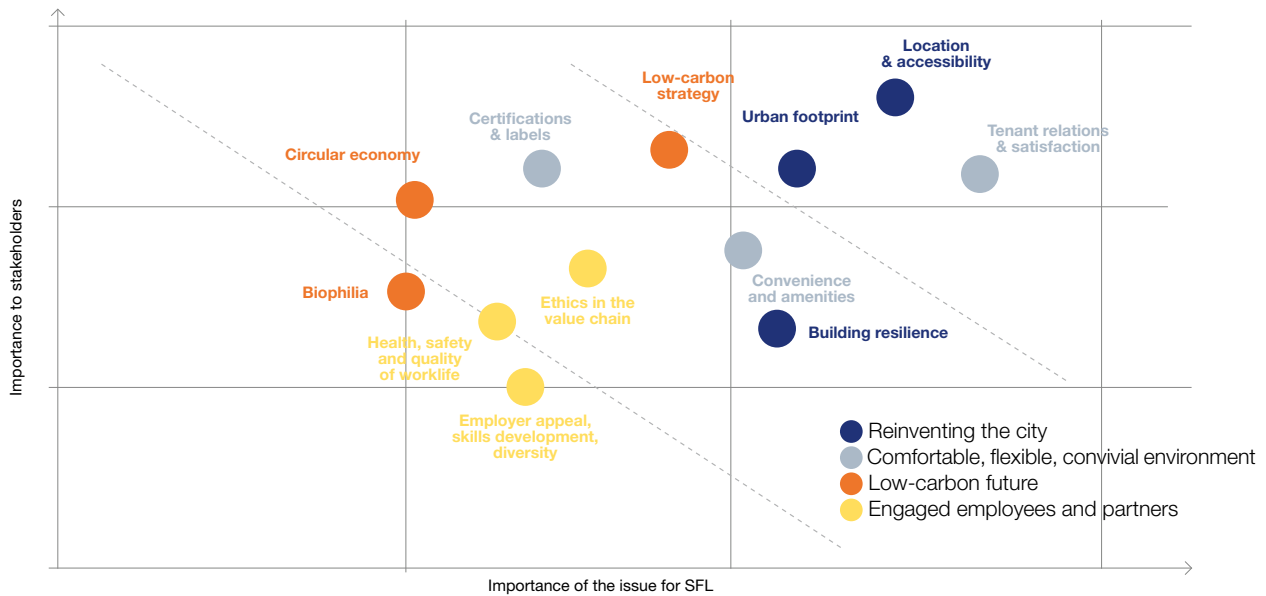 Location
& accessibility
Low-carbon
strategy
Urban footprint
Certifications
& labels
Tenant relations
& satisfaction
Circular economy
Biophilia
Convenience
and amenities
Ethics in the
value chain
Building resilience
Health, safety
and quality
of worklife
Employer appeal,
skills development,
diversity
Reinventing the city
Comfortable, flexible, convivial environment
Low-carbon future
Engaged employees and partners
Importance to stakeholders
Importance of the issue for SFL